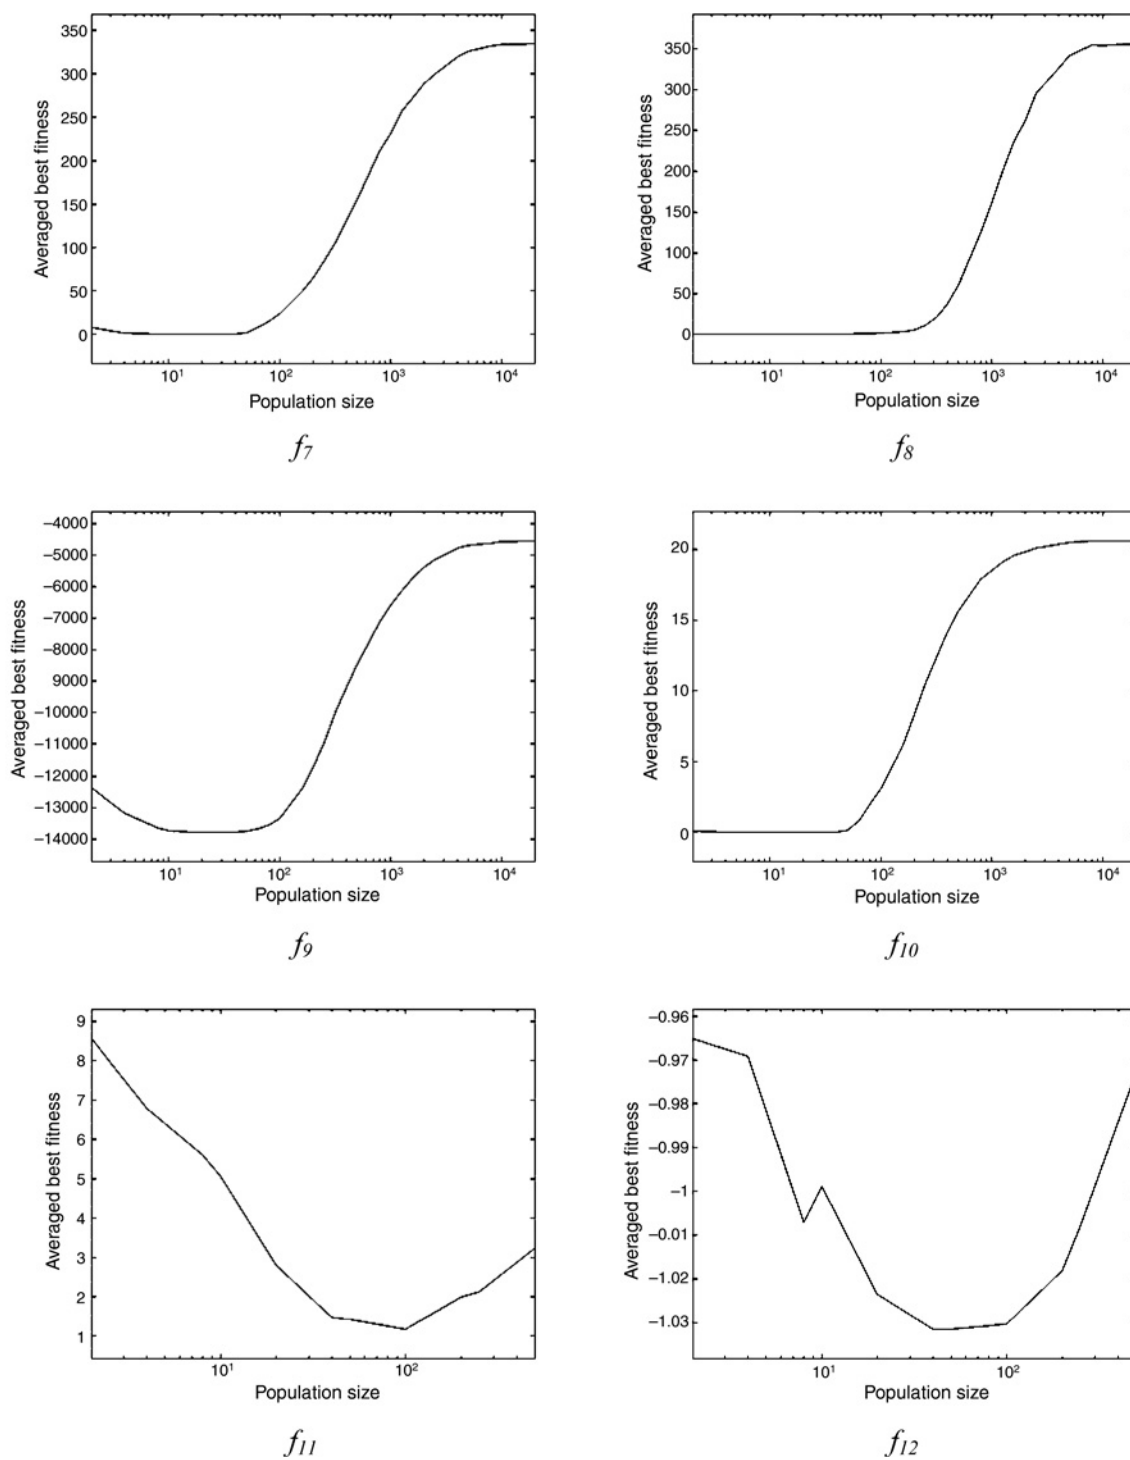 350
300
250
200
150
100
50
0
Averaged best fitness
10¹ 10² 10³ 10⁴
Population size
f7
350
300
250
200
150
100
50
0
Averaged best fitness
10¹ 10² 10³ 10⁴
Population size
f8
−4000
−5000
−6000
−7000
−8000
9000
−10000
−11000
−12000
−13000
−14000
Averaged best fitness
10¹ 10² 10³ 10⁴
Population size
f9
20
15
10
5
0
Averaged best fitness
10¹ 10² 10³ 10⁴
Population size
f10
9
8
7
6
5
4
3
2
1
Averaged best fitness
10¹ 10²
Population size
f11
−0.96
−0.97
−0.98
−0.99
−1
−0.01
−1.02
−1.03
Averaged best fitness
10¹ 10²
Population size
f12